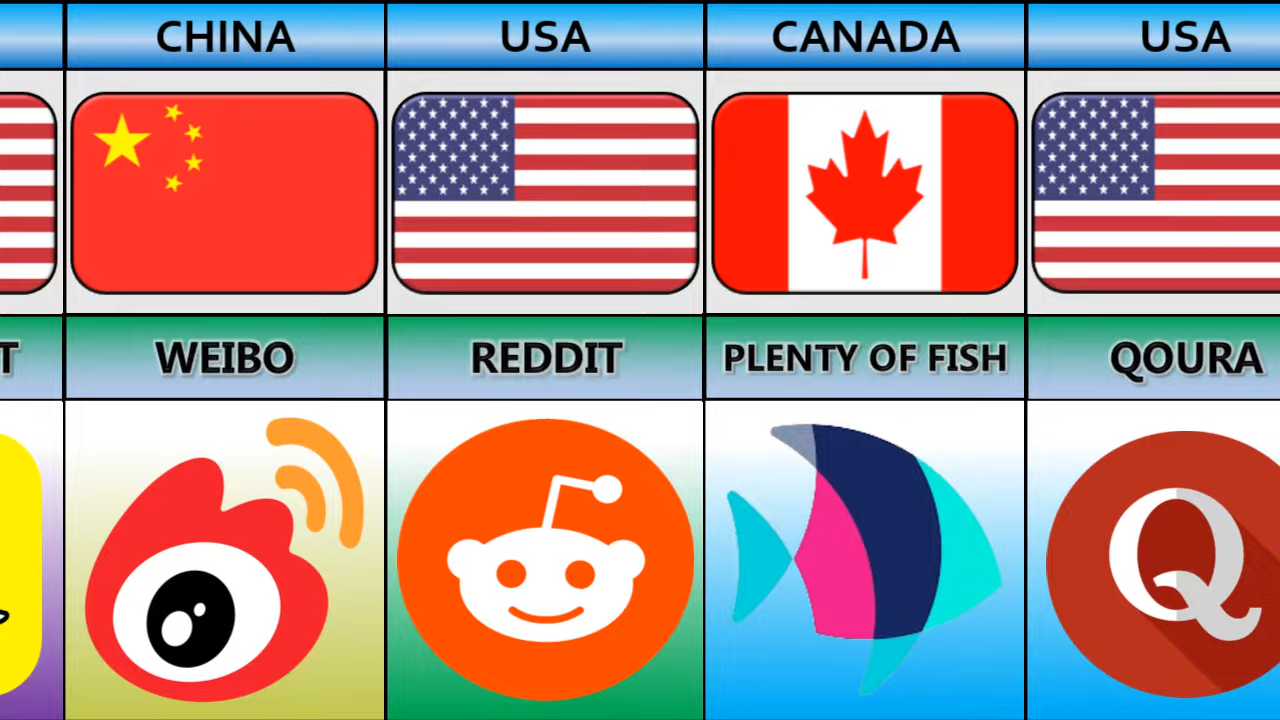 CHINA
USA
CANADA
USA
T
WEIBO
REDDIT
PLENTY OF FISH
QOURA
Q